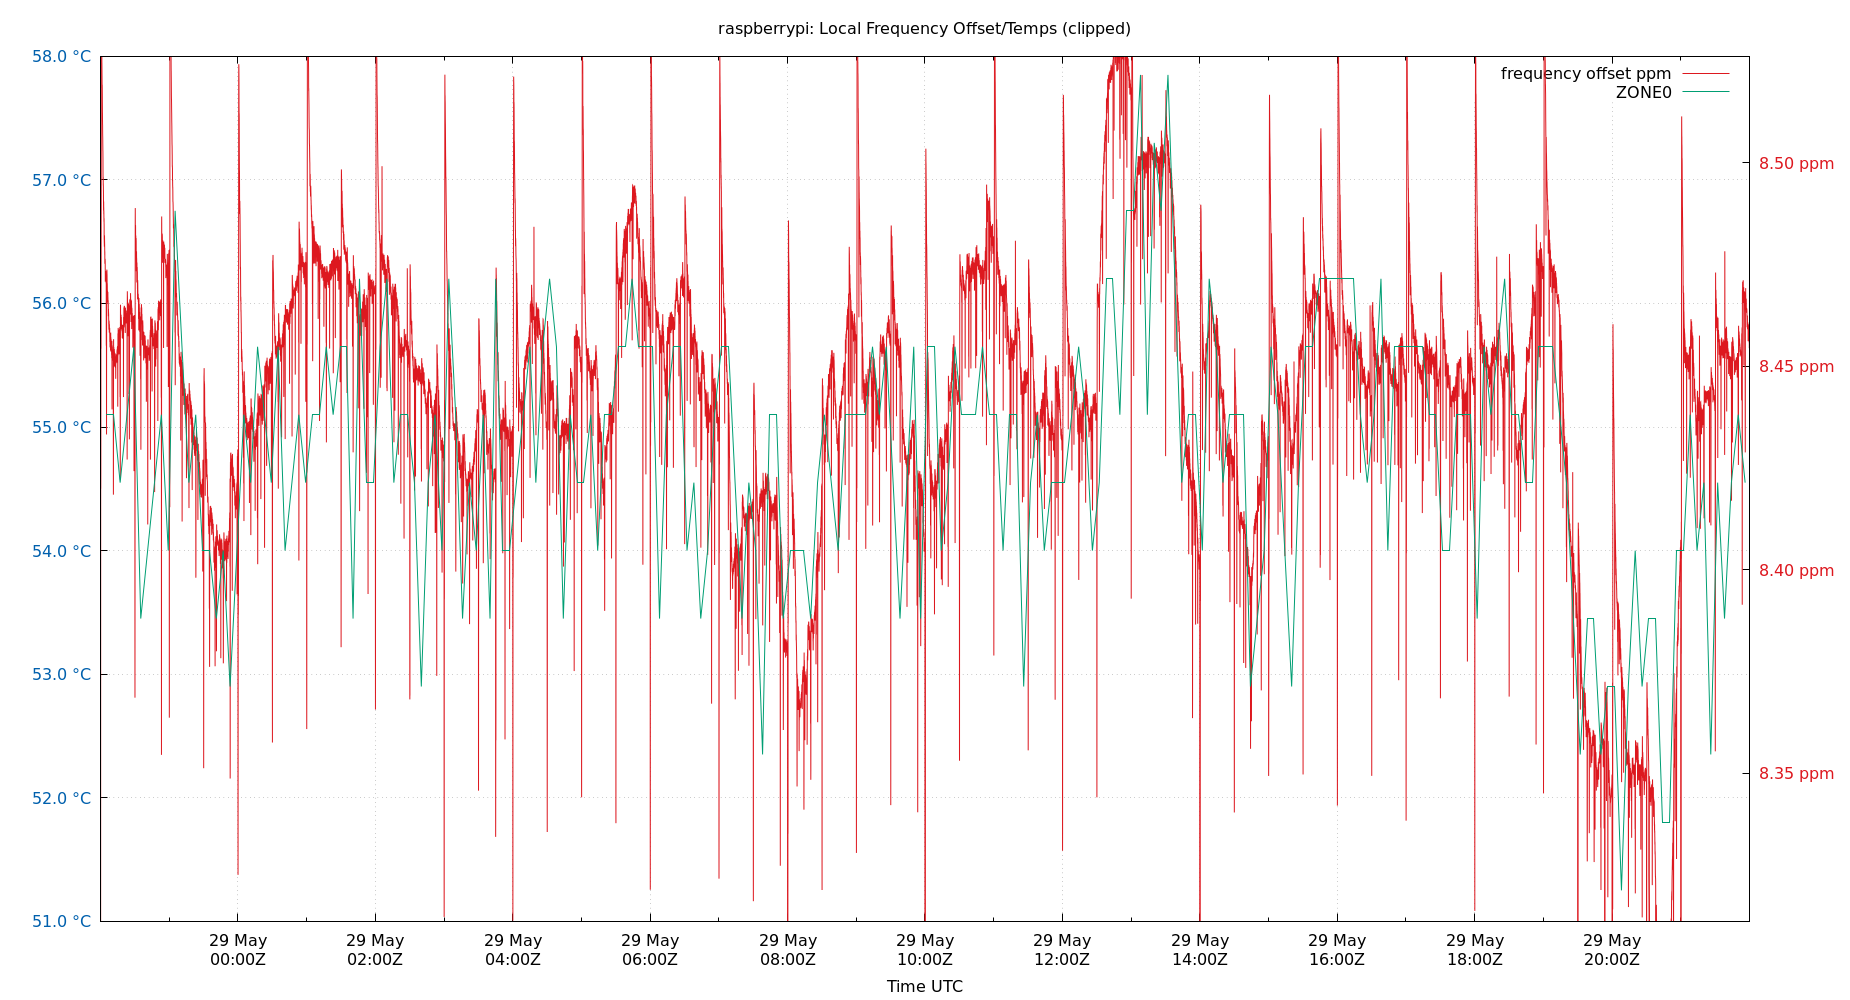 raspberrypi: Local Frequency Offset/Temps (clipped)
frequency offset ppm
ZONE0
58.0 °C
57.0 °C
56.0 °C
55.0 °C
54.0 °C
53.0 °C
52.0 °C
51.0 °C
8.50 ppm
8.45 ppm
8.40 ppm
8.35 ppm
29 May 29 May 29 May 29 May 29 May 29 May 29 May 29 May 29 May 29 May 29 May
00:00Z 02:00Z 04:00Z 06:00Z 08:00Z 10:00Z 12:00Z 14:00Z 16:00Z 18:00Z 20:00Z
Time UTC